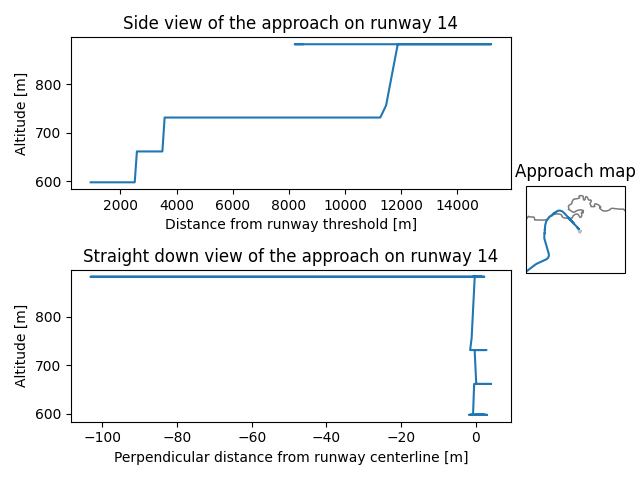 Side view of the approach on runway 14
Altitude [m]
800
700
600
2000 4000 6000 8000 10000 12000 14000
Distance from runway threshold [m]
Approach map
Straight down view of the approach on runway 14
Altitude [m]
800
700
600
−100 −80 −60 −40 −20 0
Perpendicular distance from runway centerline [m]